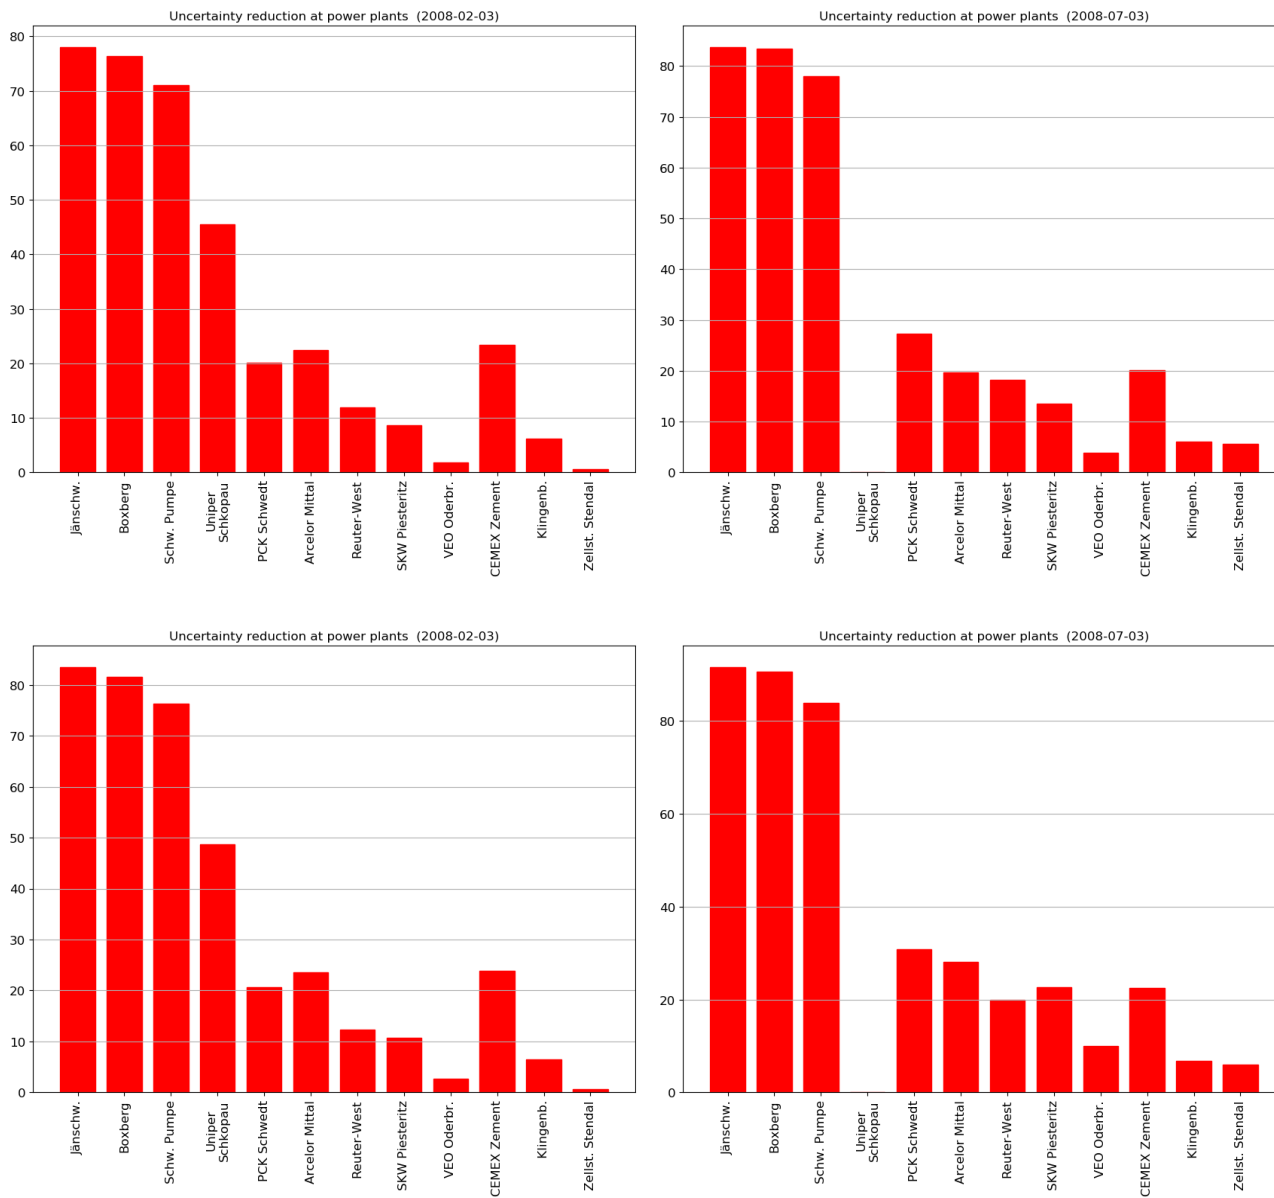 Uncertainty reduction at power plants  (2008-02-03)
80
70
60
50
40
30
20
10
0
Jänschw.
Boxberg
Schw. Pumpe
Uniper
Schkopau
PCK Schwedt
Arcelor Mittal
Reuter-West
SKW Piesteritz
VEO Oderbr.
CEMEX Zement
Klingenb.
Zellst. Stendal
Uncertainty reduction at power plants  (2008-07-03)
80
70
60
50
40
30
20
10
0
Jänschw.
Boxberg
Schw. Pumpe
Uniper
Schkopau
PCK Schwedt
Arcelor Mittal
Reuter-West
SKW Piesteritz
VEO Oderbr.
CEMEX Zement
Klingenb.
Zellst. Stendal
Uncertainty reduction at power plants  (2008-02-03)
80
70
60
50
40
30
20
10
0
Jänschw.
Boxberg
Schw. Pumpe
Uniper
Schkopau
PCK Schwedt
Arcelor Mittal
Reuter-West
SKW Piesteritz
VEO Oderbr.
CEMEX Zement
Klingenb.
Zellst. Stendal
Uncertainty reduction at power plants  (2008-07-03)
80
60
40
20
0
Jänschw.
Boxberg
Schw. Pumpe
Uniper
Schkopau
PCK Schwedt
Arcelor Mittal
Reuter-West
SKW Piesteritz
VEO Oderbr.
CEMEX Zement
Klingenb.
Zellst. Stendal